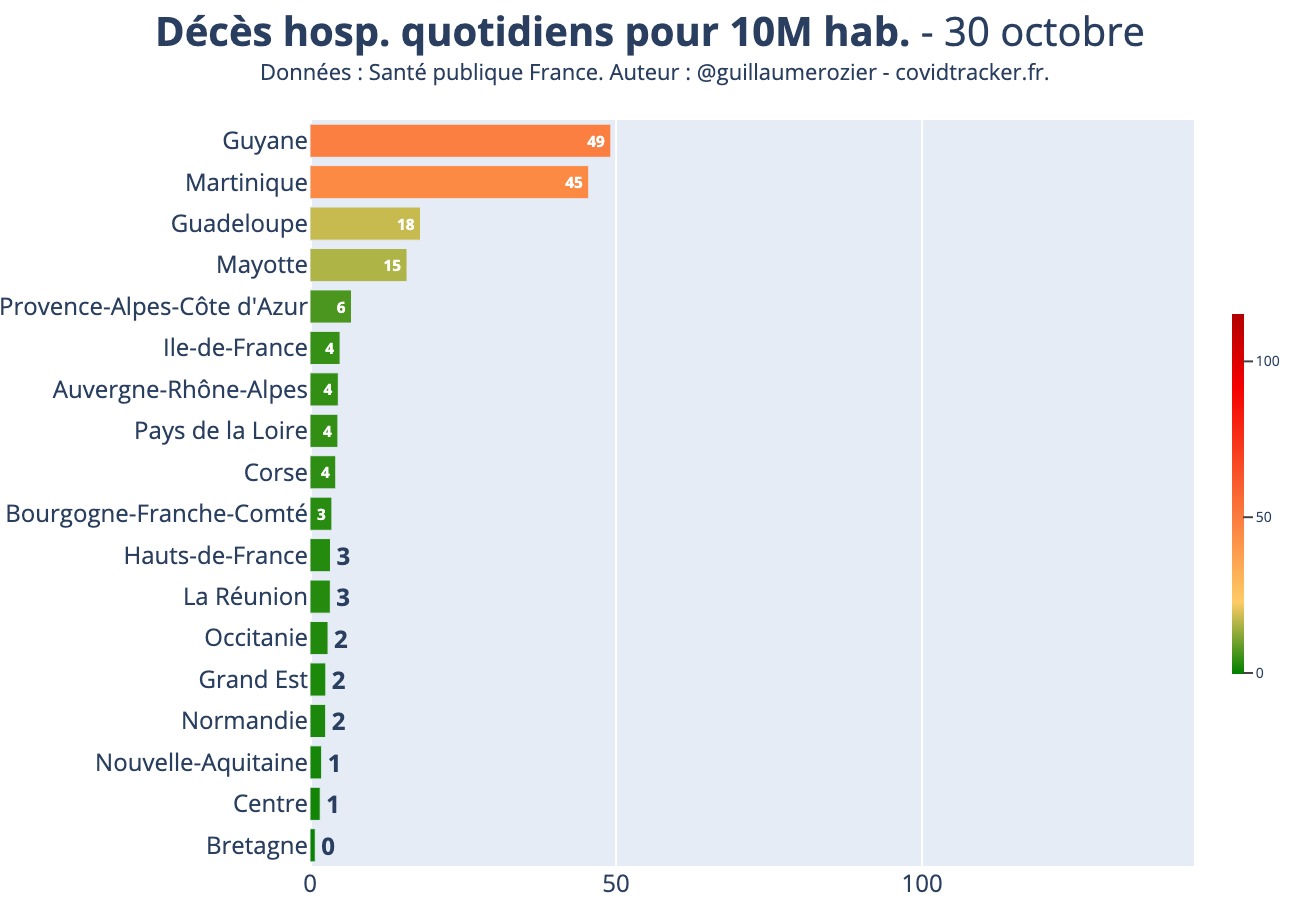 Décès hosp. quotidiens pour 10M hab. - 30 octobre
Données : Santé publique France. Auteur : @guillaumerozier - covidtracker.fr.
Guyane 49
Martinique 45
Guadeloupe 18
Mayotte 15
Provence-Alpes-Côte d'Azur 6
Ile-de-France 4
Auvergne-Rhône-Alpes 4
Pays de la Loire 4
Corse 4
Bourgogne-Franche-Comté 3
Hauts-de-France 3
La Réunion 3
Occitanie 2
Grand Est 2
Normandie 2
Nouvelle-Aquitaine 1
Centre 1
Bretagne 0
0 50 100
100
50
0